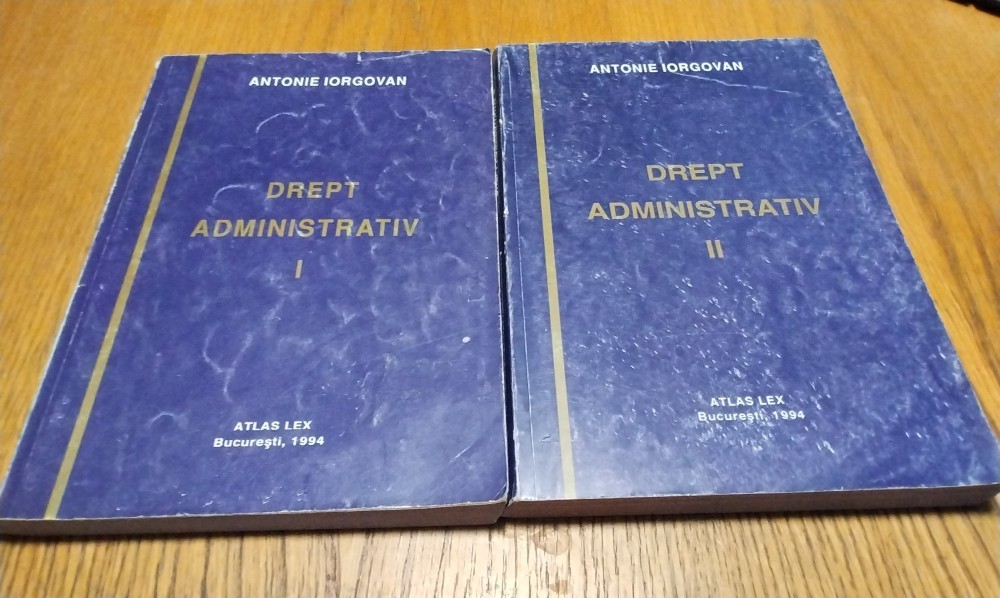 ANTONIE IORGOVAN
DREPT
ADMINISTRATIV
I
ATLAS LEX
București, 1994
ANTONIE IORGOVAN
DREPT
ADMINISTRATIV
II
ATLAS LEX
București, 1994